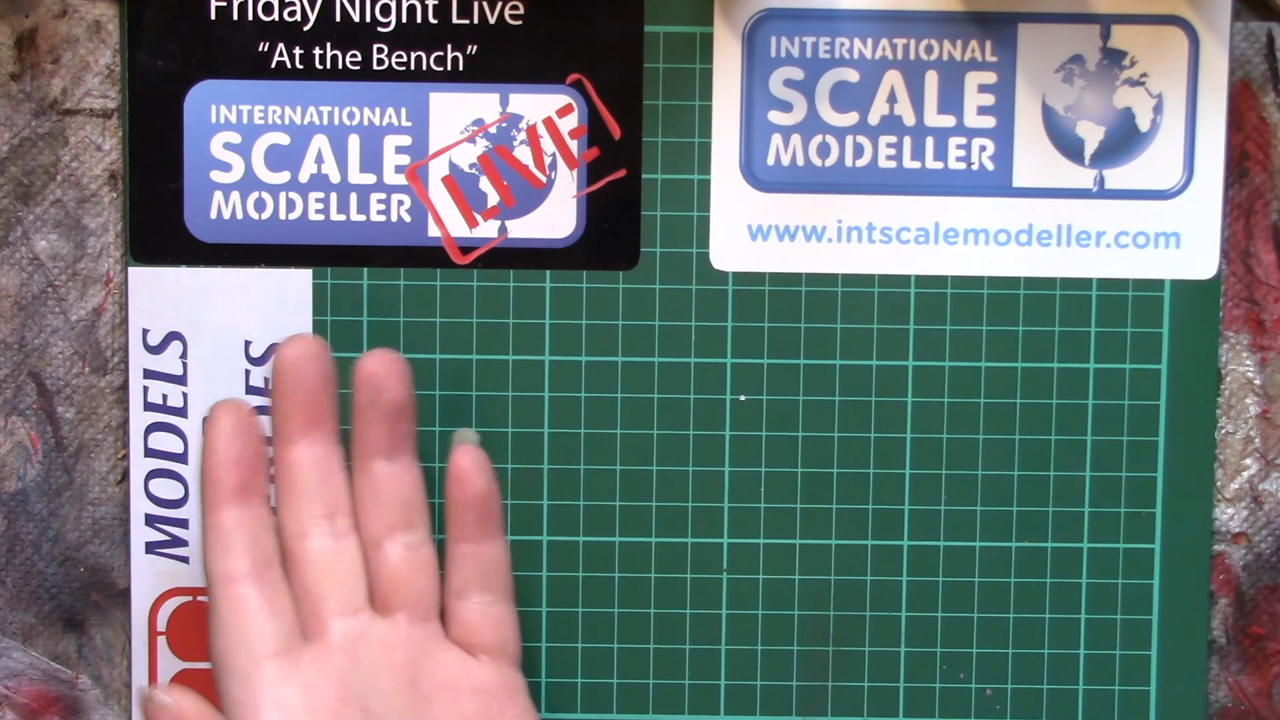 Friday Night Live
“At the Bench”
INTERNATIONAL
SCALE
MODELLER
LIVE!
INTERNATIONAL
SCALE
MODELLER
www.intscalemodeller.com
MODELS